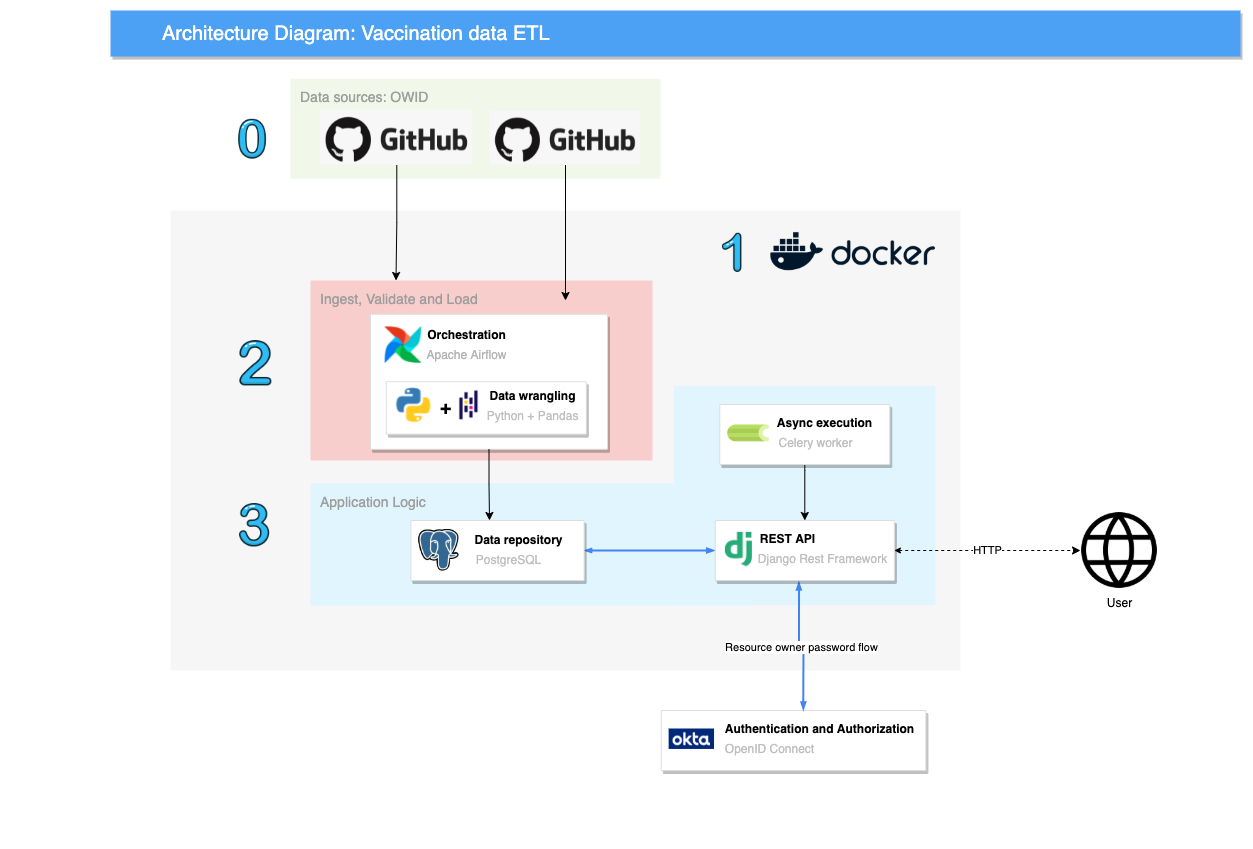 Architecture Diagram: Vaccination data ETL
Data sources: OWID
0
GitHub
GitHub
1
docker
Ingest, Validate and Load
2
Orchestration
Apache Airflow
+
Data wrangling
Python + Pandas
Async execution
Celery worker
3
Application Logic
Data repository
PostgreSQL
dj
REST API
Django Rest Framework
HTTP
User
Resource owner password flow
okta
Authentication and Authorization
OpenID Connect